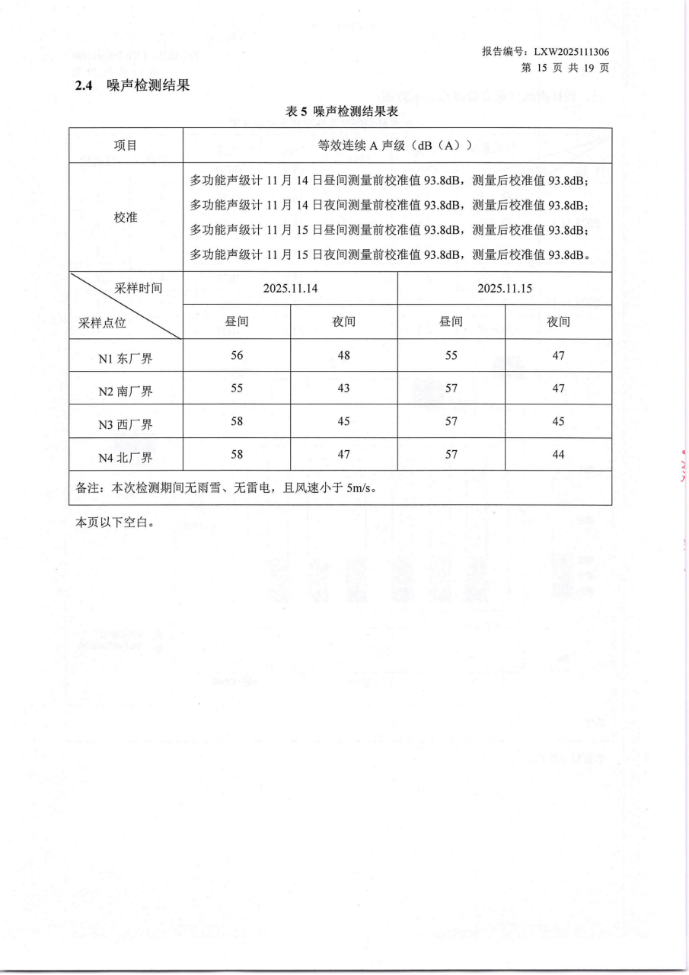 报告编号：LXW2025111306
第 15 页 共 19 页
2.4 噪声检测结果
表 5 噪声检测结果表
项目 等效连续 A 声级（dB（A））
校准
多功能声级计 11 月 14 日昼间测量前校准值 93.8dB，测量后校准值 93.8dB；
多功能声级计 11 月 14 日夜间测量前校准值 93.8dB，测量后校准值 93.8dB；
多功能声级计 11 月 15 日昼间测量前校准值 93.8dB，测量后校准值 93.8dB；
多功能声级计 11 月 15 日夜间测量前校准值 93.8dB，测量后校准值 93.8dB。
采样时间 2025.11.14 2025.11.15
采样点位 昼间 夜间 昼间 夜间
N1 东厂界 56 48 55 47
N2 南厂界 55 43 57 47
N3 西厂界 58 45 57 45
N4 北厂界 58 47 57 44
备注：本次检测期间无雨雪、无雷电，且风速小于 5m/s。
本页以下空白。